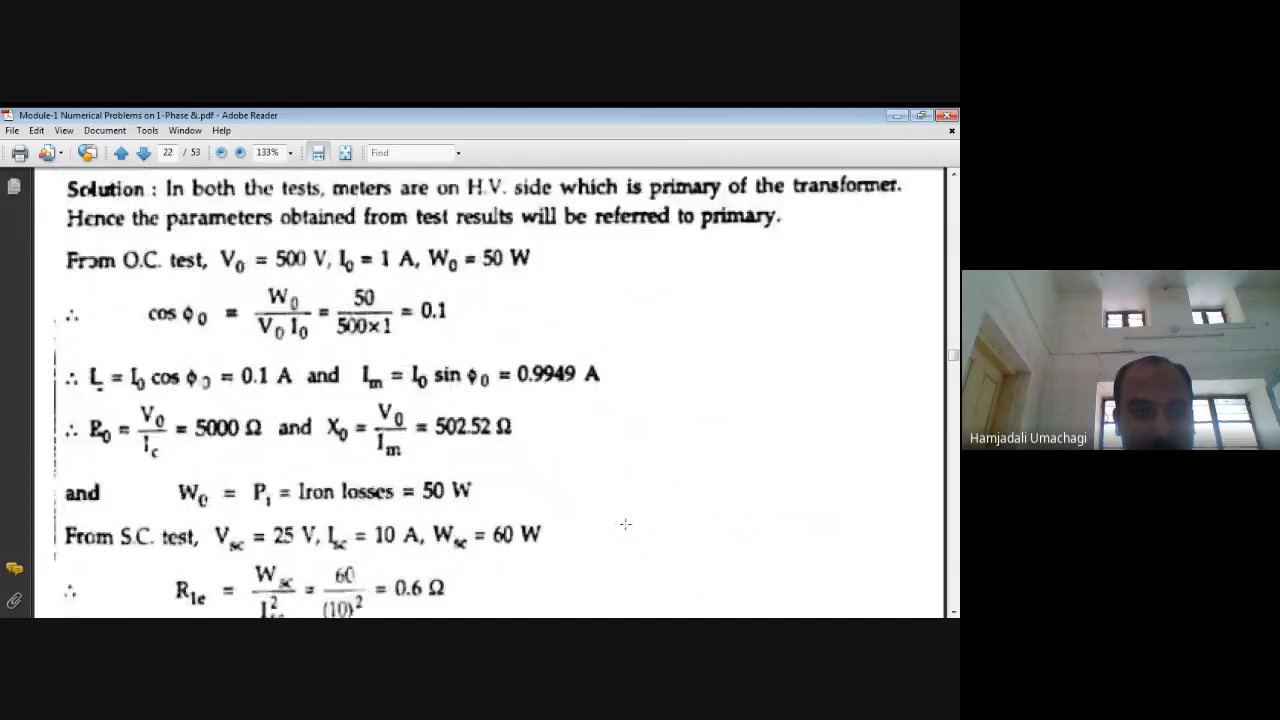 Module-1 Numerical Problems on 1-Phase &.pdf - Adobe Reader
File Edit View Document Tools Window Help
22 / 53 133% Find
Solution : In both the tests, meters are on H.V. side which is primary of the transformer.
Hence the parameters obtained from test results will be referred to primary.
From O.C. test, V₀ = 500 V, I₀ = 1 A, W₀ = 50 W
∴ cos ϕ₀ = W₀ / V₀ I₀ = 50 / 500×1 = 0.1
∴ I꜀ = I₀ cos ϕ₀ = 0.1 A and Iₘ = I₀ sin ϕ₀ = 0.9949 A
∴ R₀ = V₀ / I꜀ = 5000 Ω and X₀ = V₀ / Iₘ = 502.52 Ω
and W₀ = Pᵢ = Iron losses = 50 W
From S.C. test, Vsc = 25 V, Isc = 10 A, Wsc = 60 W
∴ R1e = Wsc / I²sc = 60 / (10)² = 0.6 Ω
Hamjadali Umachagi